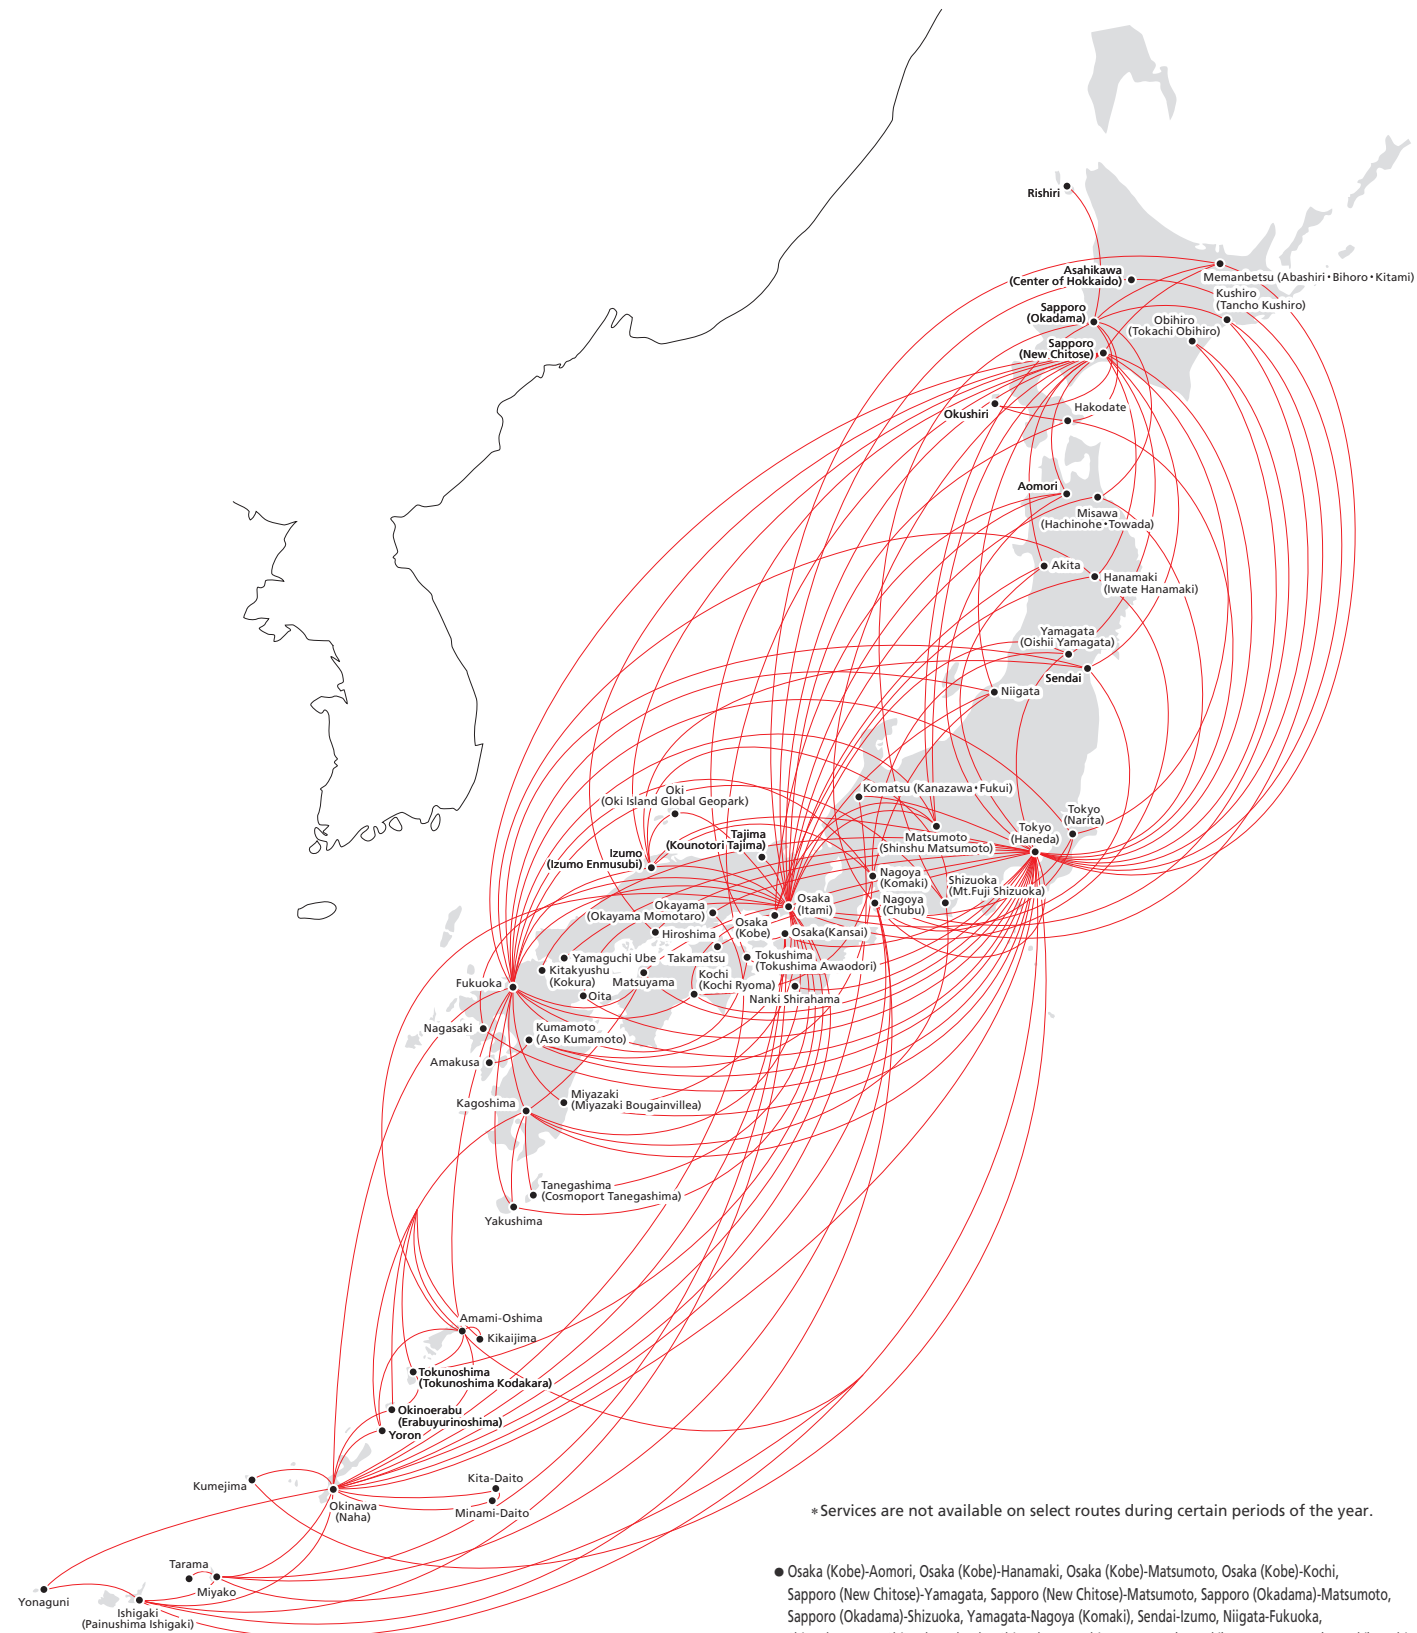 Rishiri
Asahikawa
(Center of Hokkaido)
Memanbetsu (Abashiri・Bihoro・Kitami)
Kushiro
(Tancho Kushiro)
Sapporo
(Okadama)
Obihiro
(Tokachi Obihiro)
Sapporo
(New Chitose)
Okushiri
Hakodate
Aomori
Misawa
(Hachinohe・Towada)
Akita
Hanamaki
(Iwate Hanamaki)
Yamagata
(Oishii Yamagata)
Sendai
Niigata
Oki
(Oki Island Global Geopark)
Komatsu (Kanazawa・Fukui)
Tokyo
(Narita)
Tokyo
(Haneda)
Tajima
(Kounotori Tajima)
Matsumoto
(Shinshu Matsumoto)
Izumo
(Izumo Enmusubi)
Nagoya
(Komaki)
Shizuoka
(Mt.Fuji Shizuoka)
Okayama
(Okayama Momotaro)
Osaka
(Itami)
Nagoya
(Chubu)
Osaka
(Kobe)
Hiroshima
Osaka(Kansai)
Yamaguchi Ube
Takamatsu
Tokushima
(Tokushima Awaodori)
Kitakyushu
(Kokura)
Matsuyama
Kochi
(Kochi Ryoma)
Fukuoka
Oita
Nanki Shirahama
Nagasaki
Kumamoto
(Aso Kumamoto)
Amakusa
Kagoshima
Miyazaki
(Miyazaki Bougainvillea)
Tanegashima
(Cosmoport Tanegashima)
Yakushima
Amami-Oshima
Kikaijima
Tokunoshima
(Tokunoshima Kodakara)
Okinoerabu
(Erabuyurinoshima)
Yoron
Kumejima
Kita-Daito
Okinawa
(Naha)
Minami-Daito
Tarama
Miyako
Yonaguni
Ishigaki
(Painushima Ishigaki)
*Services are not available on select routes during certain periods of the year.
● Osaka (Kobe)-Aomori, Osaka (Kobe)-Hanamaki, Osaka (Kobe)-Matsumoto, Osaka (Kobe)-Kochi,
Sapporo (New Chitose)-Yamagata, Sapporo (New Chitose)-Matsumoto, Sapporo (Okadama)-Matsumoto,
Sapporo (Okadama)-Shizuoka, Yamagata-Nagoya (Komaki), Sendai-Izumo, Niigata-Fukuoka,